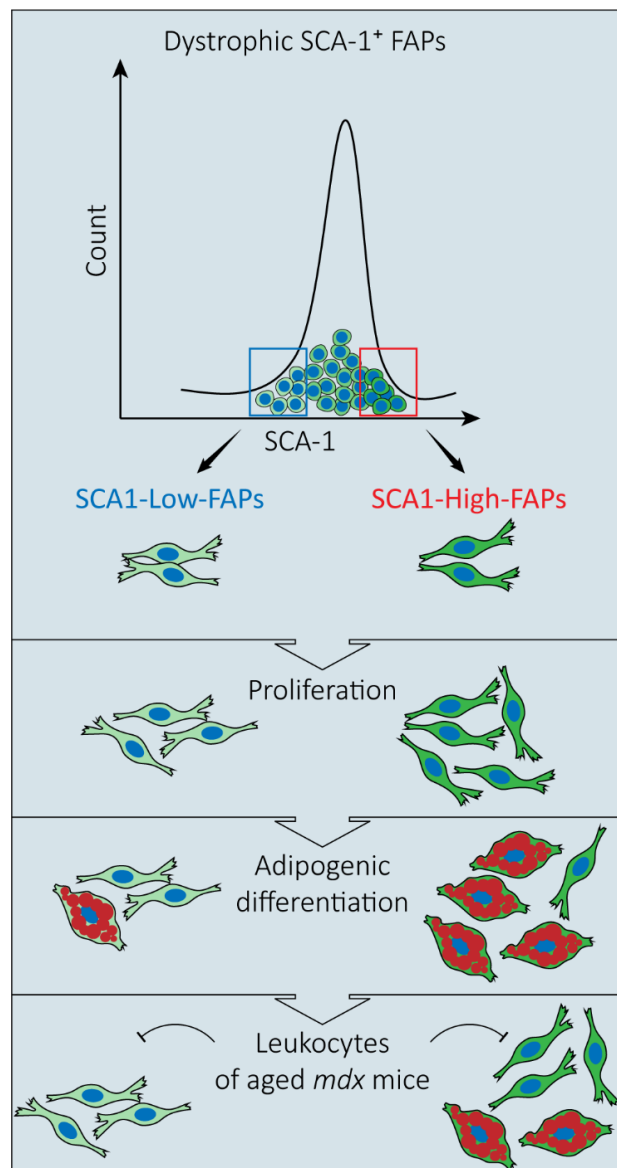 Dystrophic SCA-1⁺ FAPs
Count
SCA-1
SCA1-Low-FAPs
SCA1-High-FAPs
Proliferation
Adipogenic
differentiation
Leukocytes
of aged mdx mice